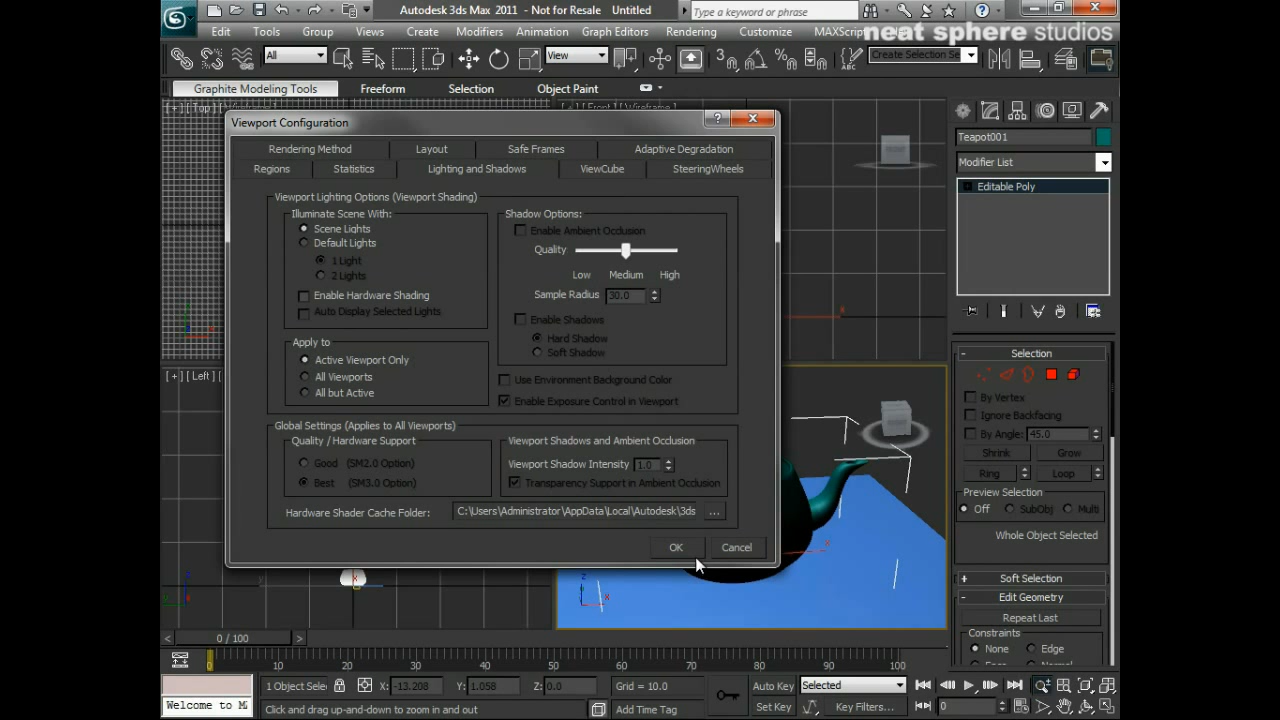 Autodesk 3ds Max 2011 - Not for Resale Untitled
Type a keyword or phrase
Edit Tools Group Views Create Modifiers Animation Graph Editors Rendering Customize MAXScript
neat sphere studios
All View Create Selection Se
Graphite Modeling Tools Freeform Selection Object Paint
Viewport Configuration
Rendering Method Layout Safe Frames Adaptive Degradation
Regions Statistics Lighting and Shadows ViewCube SteeringWheels
Viewport Lighting Options (Viewport Shading)
Illuminate Scene With:
Scene Lights
Default Lights
1 Light
2 Lights
Enable Hardware Shading
Auto Display Selected Lights
Apply to
Active Viewport Only
All Viewports
All but Active
Shadow Options:
Enable Ambient Occlusion
Quality
Low Medium High
Sample Radius 30.0
Enable Shadows
Hard Shadow
Soft Shadow
Use Environment Background Color
Enable Exposure Control in Viewport
Global Settings (Applies to All Viewports)
Quality / Hardware Support
Good (SM2.0 Option)
Best (SM3.0 Option)
Viewport Shadows and Ambient Occlusion
Viewport Shadow Intensity 1.0
Transparency Support in Ambient Occlusion
Hardware Shader Cache Folder: C:\Users\Administrator\AppData\Local\Autodesk\3ds ...
OK Cancel
[+] [Left]
Teapot001
Modifier List
Editable Poly
Selection
By Vertex
Ignore Backfacing
By Angle: 45.0
Shrink Grow
Ring Loop
Preview Selection
Off SubObj Multi
Whole Object Selected
Soft Selection
Edit Geometry
Repeat Last
Constraints
None Edge
0 / 100
0 10 20 30 40 50 60 70 80 90 100
1 Object Sele X: -13.208 Y: 1.058 Z: 0.0 Grid = 10.0 Auto Key Selected
Welcome to M Click and drag up-and-down to zoom in and out Add Time Tag Set Key Key Filters... 0